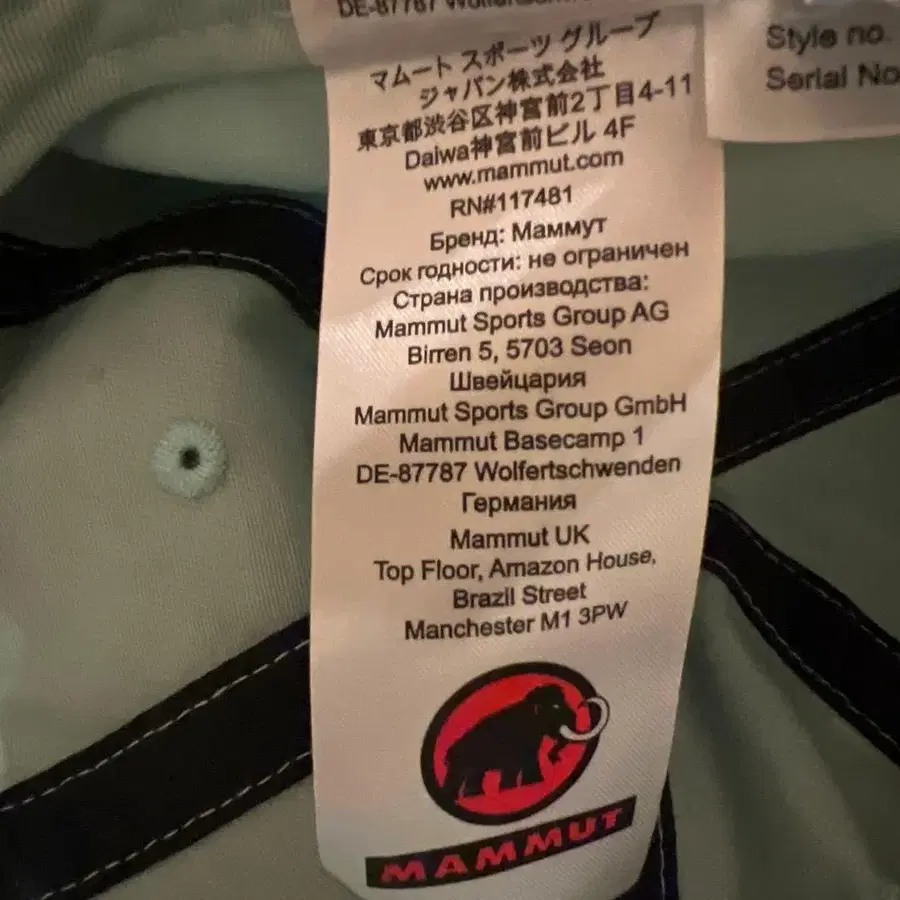 DE-87787
マムート スポーツ グループ
ジャパン株式会社
東京都渋谷区神宮前2丁目4-11
Daiwa神宮前ビル 4F
www.mammut.com
RN#117481
Бренд: Маммут
Срок годности: не ограничен
Страна производства:
Mammut Sports Group AG
Birren 5, 5703 Seon
Швейцария
Mammut Sports Group GmbH
Mammut Basecamp 1
DE-87787 Wolfertschwenden
Германия
Mammut UK
Top Floor, Amazon House,
Brazil Street
Manchester M1 3PW
MAMMUT
Style no.
Serial No